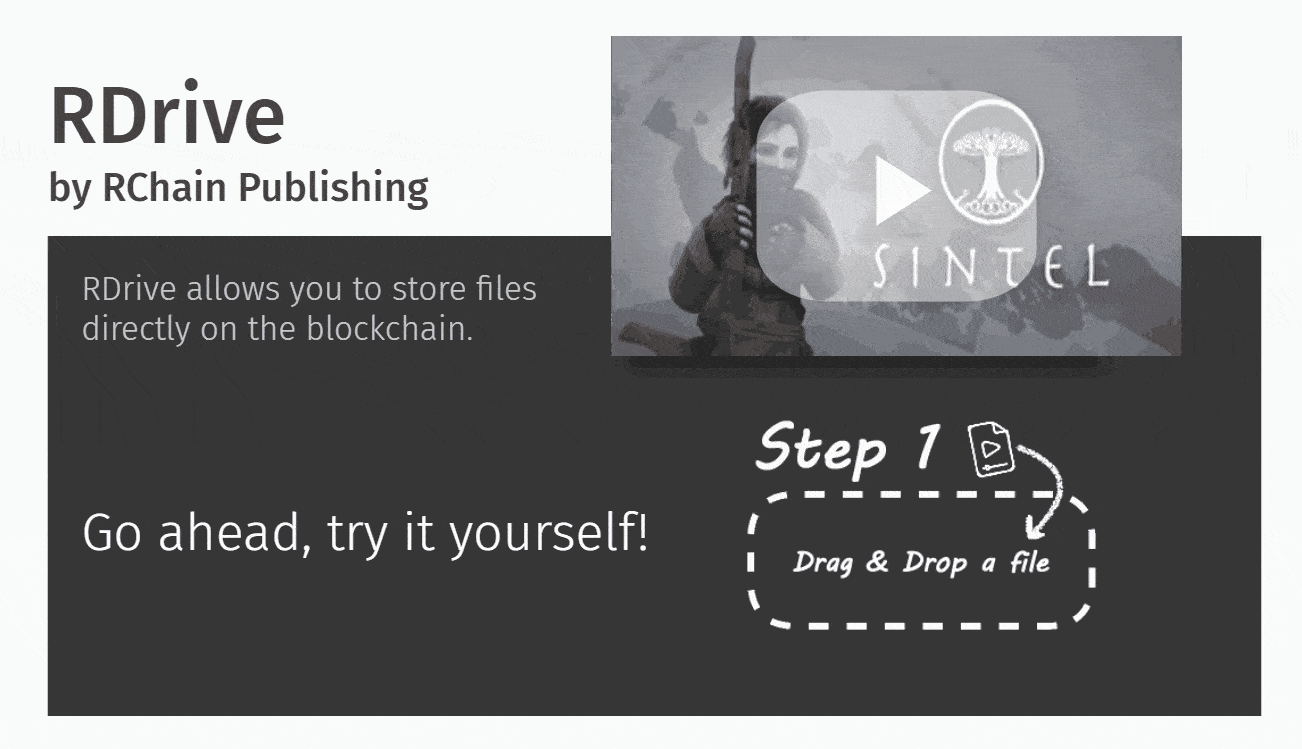 RDrive
by RChain Publishing
SINTEL
RDrive allows you to store files
directly on the blockchain.
Step 1
Go ahead, try it yourself!
Drag & Drop a file